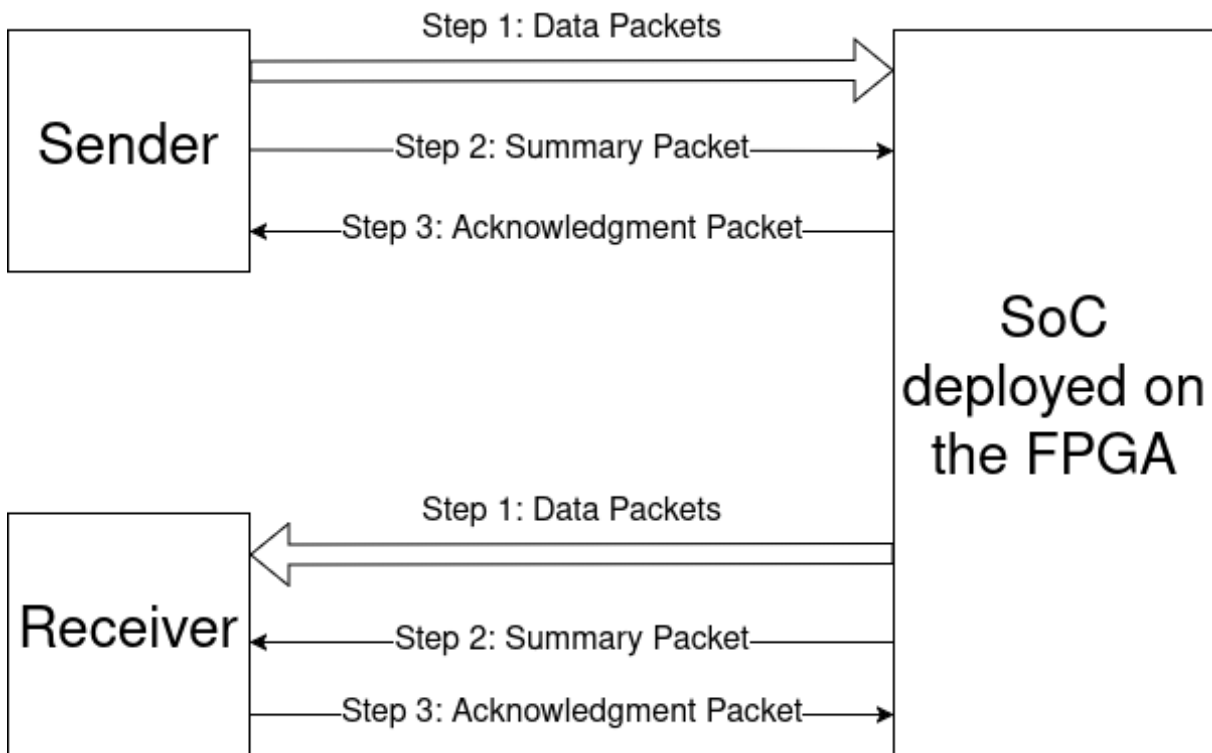 Step 1: Data Packets
Sender
Step 2: Summary Packet
Step 3: Acknowledgment Packet
SoC
deployed on
the FPGA
Step 1: Data Packets
Receiver
Step 2: Summary Packet
Step 3: Acknowledgment Packet